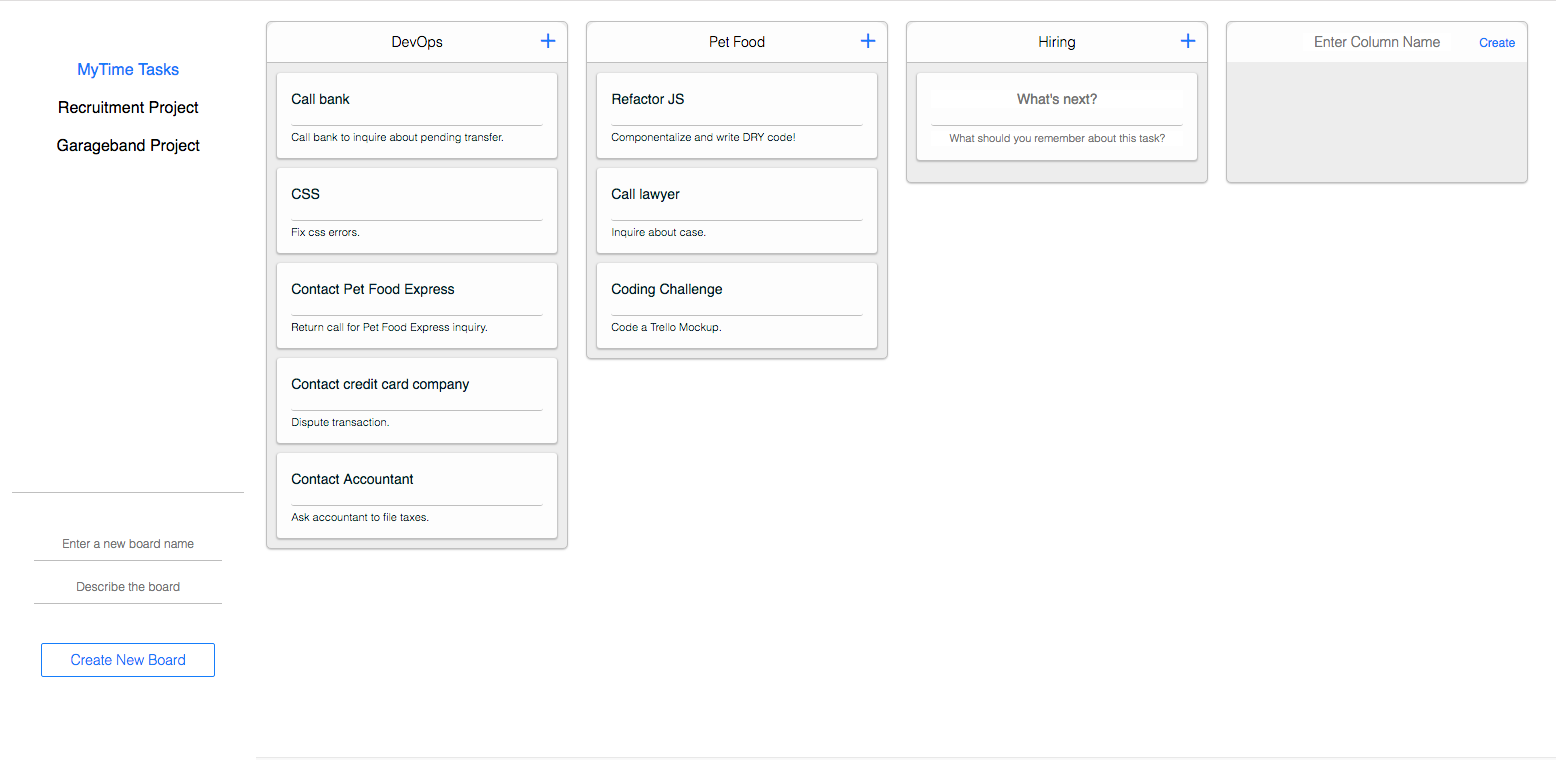 MyTime Tasks
Recruitment Project
Garageband Project
Enter a new board name
Describe the board
Create New Board
DevOps +
Call bank
Call bank to inquire about pending transfer.
CSS
Fix css errors.
Contact Pet Food Express
Return call for Pet Food Express inquiry.
Contact credit card company
Dispute transaction.
Contact Accountant
Ask accountant to file taxes.
Pet Food +
Refactor JS
Componentalize and write DRY code!
Call lawyer
Inquire about case.
Coding Challenge
Code a Trello Mockup.
Hiring +
What's next?
What should you remember about this task?
Enter Column Name Create